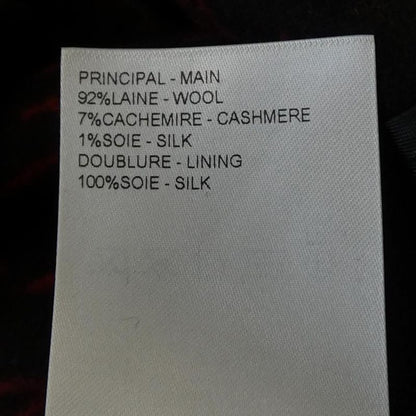 PRINCIPAL - MAIN
92%LAINE - WOOL
7%CACHEMIRE - CASHMERE
1%SOIE - SILK
DOUBLURE - LINING
100%SOIE - SILK